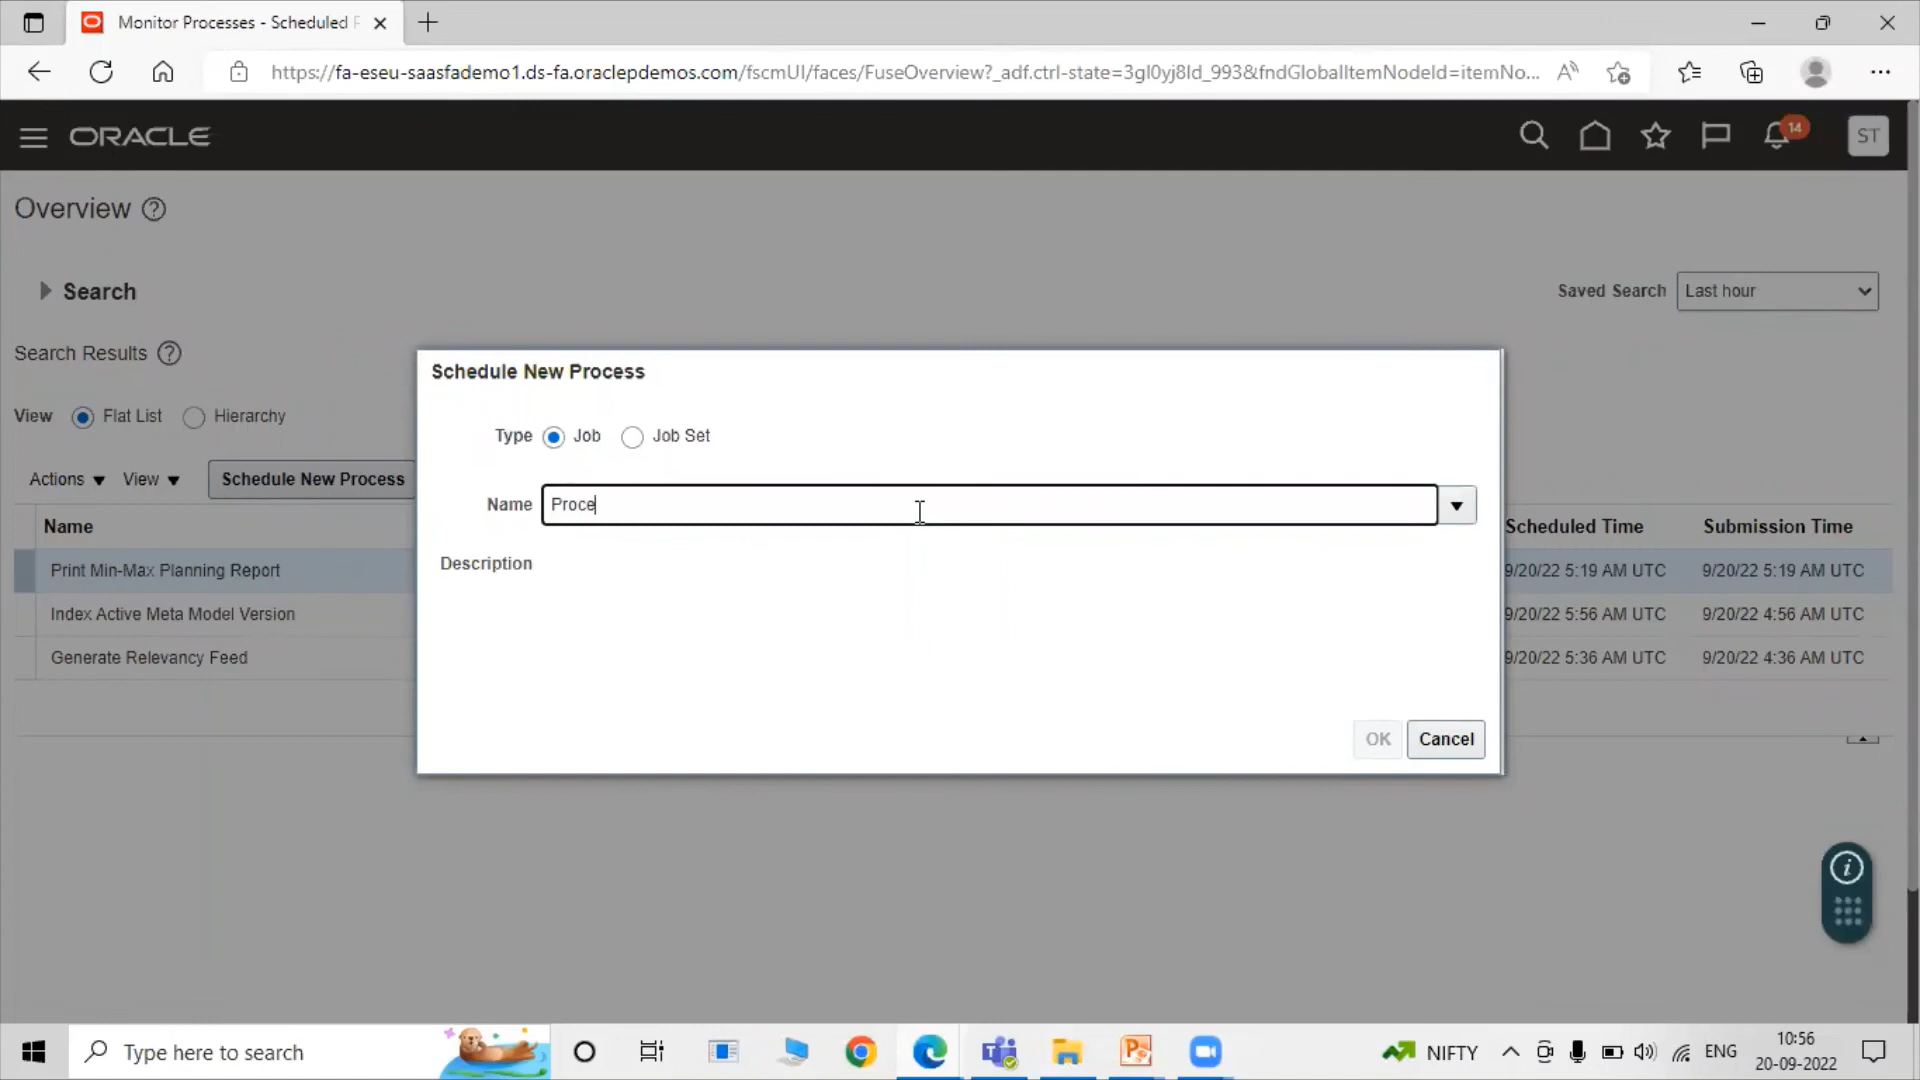 Monitor Processes - Scheduled P
https://fa-eseu-saasfademo1.ds-fa.oraclepdemos.com/fscmUI/faces/FuseOverview?_adf.ctrl-state=3gl0yj8ld_993&fndGlobalItemNodeId=itemNo...
ORACLE
14
ST
Overview
Search
Saved Search Last hour
Search Results
View Flat List Hierarchy
Actions View Schedule New Process
Name Scheduled Time Submission Time
Print Min-Max Planning Report 9/20/22 5:19 AM UTC 9/20/22 5:19 AM UTC
Index Active Meta Model Version 9/20/22 5:56 AM UTC 9/20/22 4:56 AM UTC
Generate Relevancy Feed 9/20/22 5:36 AM UTC 9/20/22 4:36 AM UTC
Schedule New Process
Type Job Job Set
Name Proce
Description
OK Cancel
Type here to search
NIFTY
ENG
10:56
20-09-2022